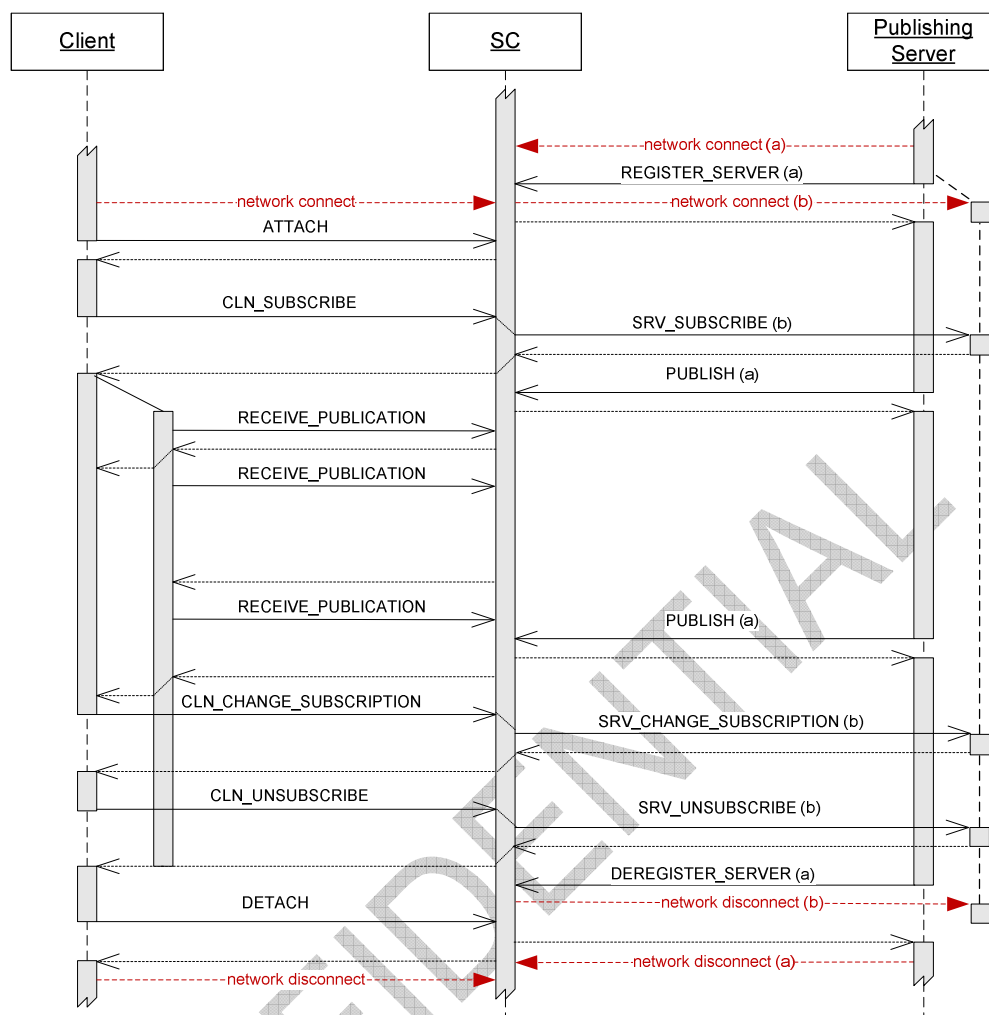 Client
SC
Publishing
Server
network connect (a)
REGISTER_SERVER (a)
network connect
network connect (b)
ATTACH
CLN_SUBSCRIBE
SRV_SUBSCRIBE (b)
PUBLISH (a)
RECEIVE_PUBLICATION
RECEIVE_PUBLICATION
RECEIVE_PUBLICATION
PUBLISH (a)
CLN_CHANGE_SUBSCRIPTION
SRV_CHANGE_SUBSCRIPTION (b)
CLN_UNSUBSCRIBE
SRV_UNSUBSCRIBE (b)
DEREGISTER_SERVER (a)
DETACH
network disconnect (b)
network disconnect (a)
network disconnect
FIDENTIAL